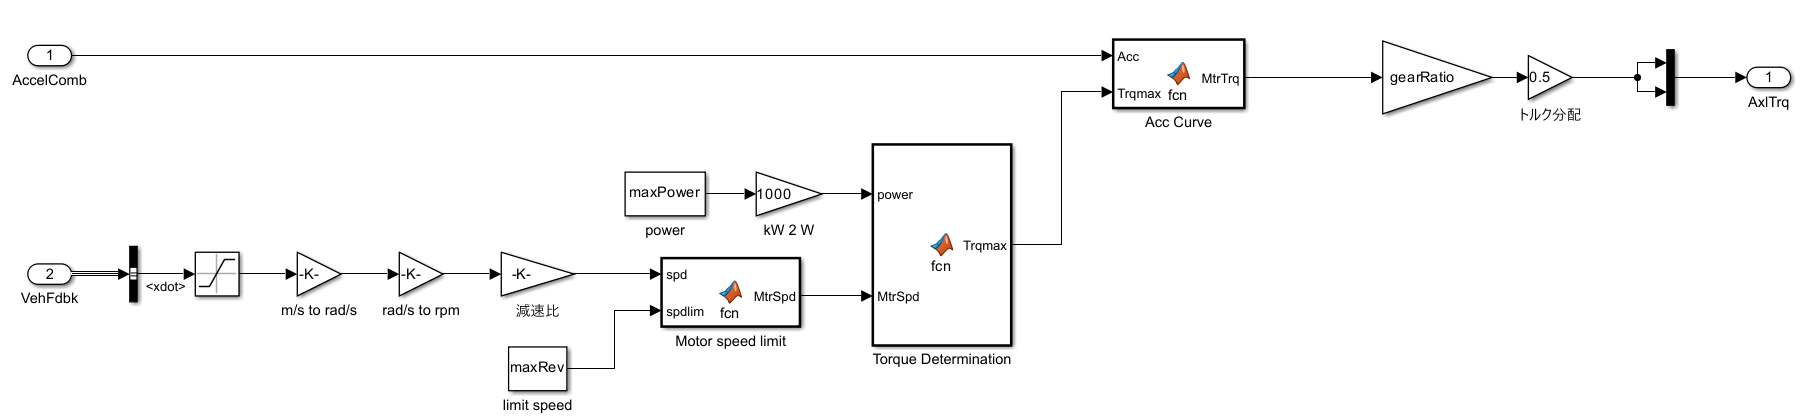 1
AccelComb
Acc
Trqmax
fcn
MtrTrq
Acc Curve
gearRatio
0.5
トルク分配
1
AxlTrq
maxPower
power
1000
kW 2 W
power
MtrSpd
fcn
Trqmax
Torque Determination
2
VehFdbk
<xdot>
-K-
m/s to rad/s
-K-
rad/s to rpm
-K-
減速比
spd
spdlim
fcn
MtrSpd
Motor speed limit
maxRev
limit speed